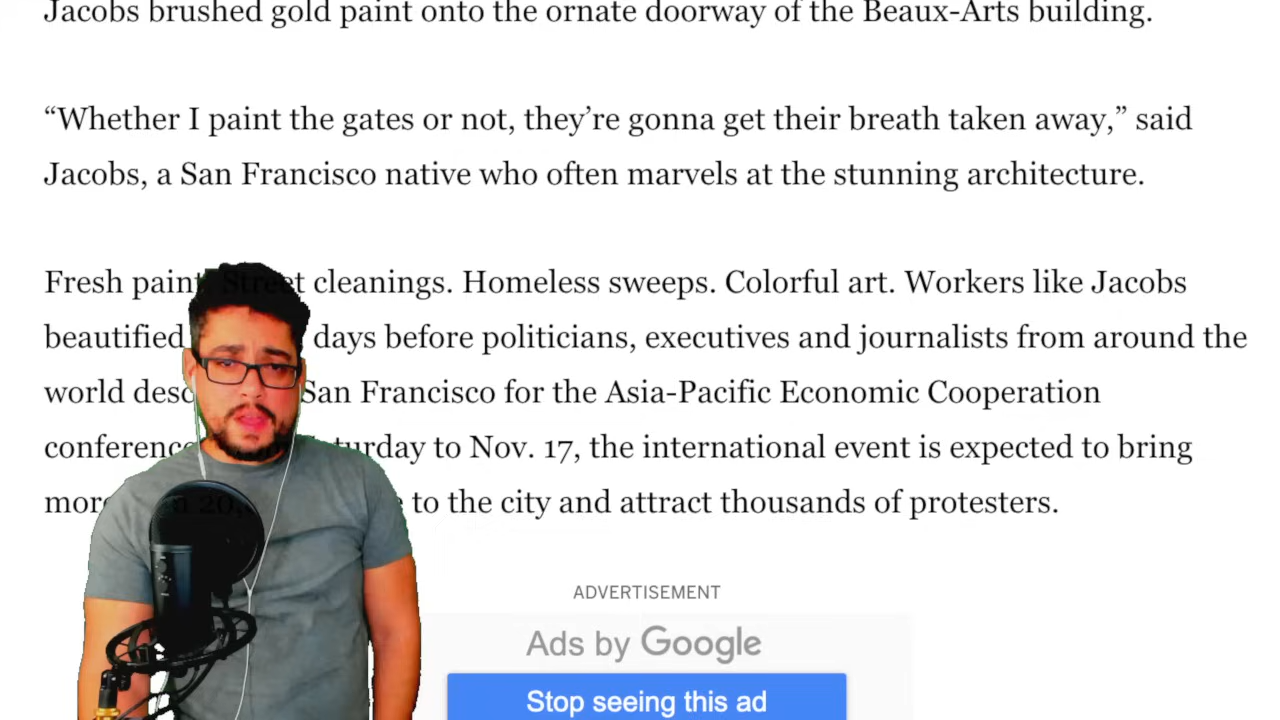 Jacobs brushed gold paint onto the ornate doorway of the Beaux-Arts building.
“Whether I paint the gates or not, they’re gonna get their breath taken away,” said
Jacobs, a San Francisco native who often marvels at the stunning architecture.
Fresh paint. Street cleanings. Homeless sweeps. Colorful art. Workers like Jacobs
beautified days before politicians, executives and journalists from around the
world San Francisco for the Asia-Pacific Economic Cooperation
to Nov. 17, the international event is expected to bring
to the city and attract thousands of protesters.
ADVERTISEMENT
Ads by Google
Stop seeing this ad